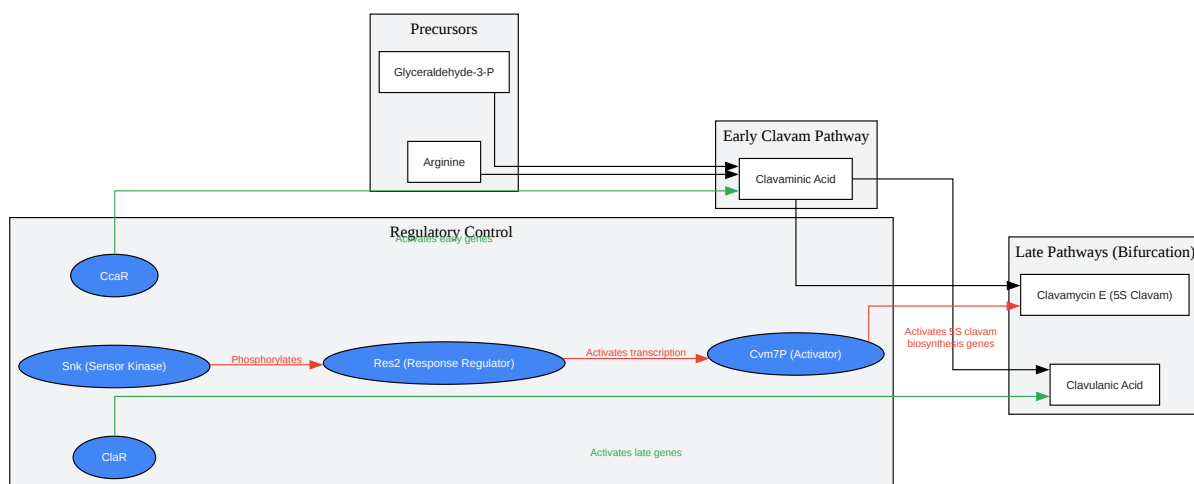 Precursors
Glyceraldehyde-3-P
Arginine
Early Clavam Pathway
Clavaminic Acid
Regulatory Control
Activates early genes
CcaR
Late Pathways (Bifurcation)
Clavamycin E (5S Clavam)
Snk (Sensor Kinase)
Phosphorylates
Res2 (Response Regulator)
Activates transcription
Cvm7P (Activator)
Activates 5S clavam
biosynthesis genes
Clavulanic Acid
ClaR
Activates late genes